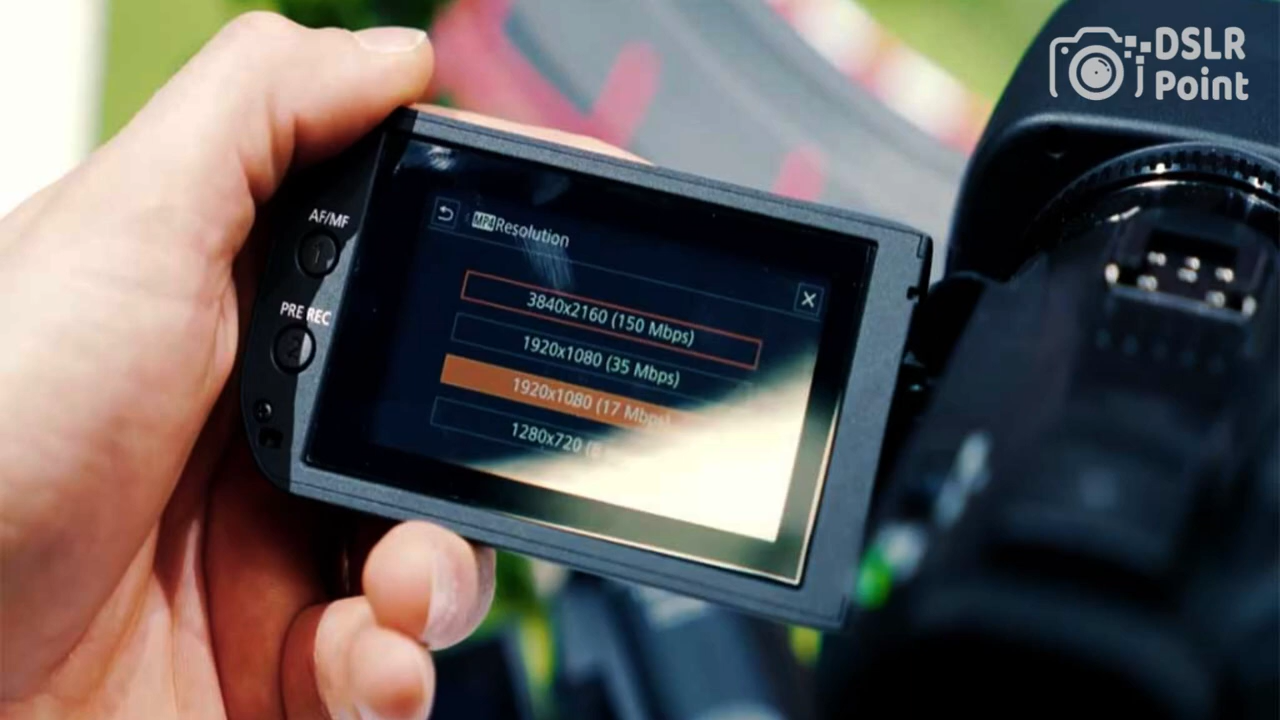 DSLR
Point
AF/MF
1
PRE REC
2
MP4 Resolution
3840x2160 (150 Mbps)
1920x1080 (35 Mbps)
1920x1080 (17 Mbps)
1280x720